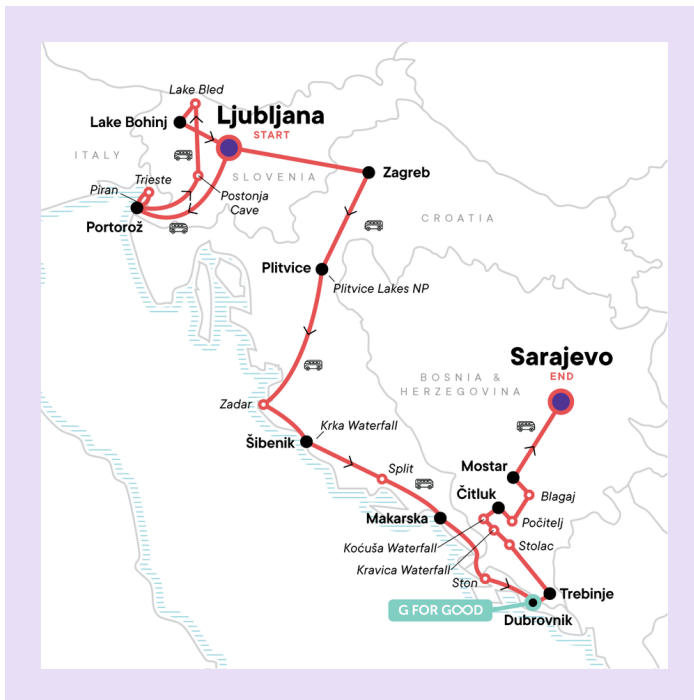 Lake Bled
Ljubljana
START
Lake Bohinj
ITALY
SLOVENIA
Zagreb
Trieste
Piran
Postonja
Cave
Portorož
CROATIA
Plitvice
Plitvice Lakes NP
Sarajevo
END
BOSNIA &
HERZEGOVINA
Zadar
Krka Waterfall
Šibenik
Split
Mostar
Čitluk
Blagaj
Makarska
Počitelj
Koćuša Waterfall
Stolac
Kravica Waterfall
Ston
Trebinje
G FOR GOOD
Dubrovnik